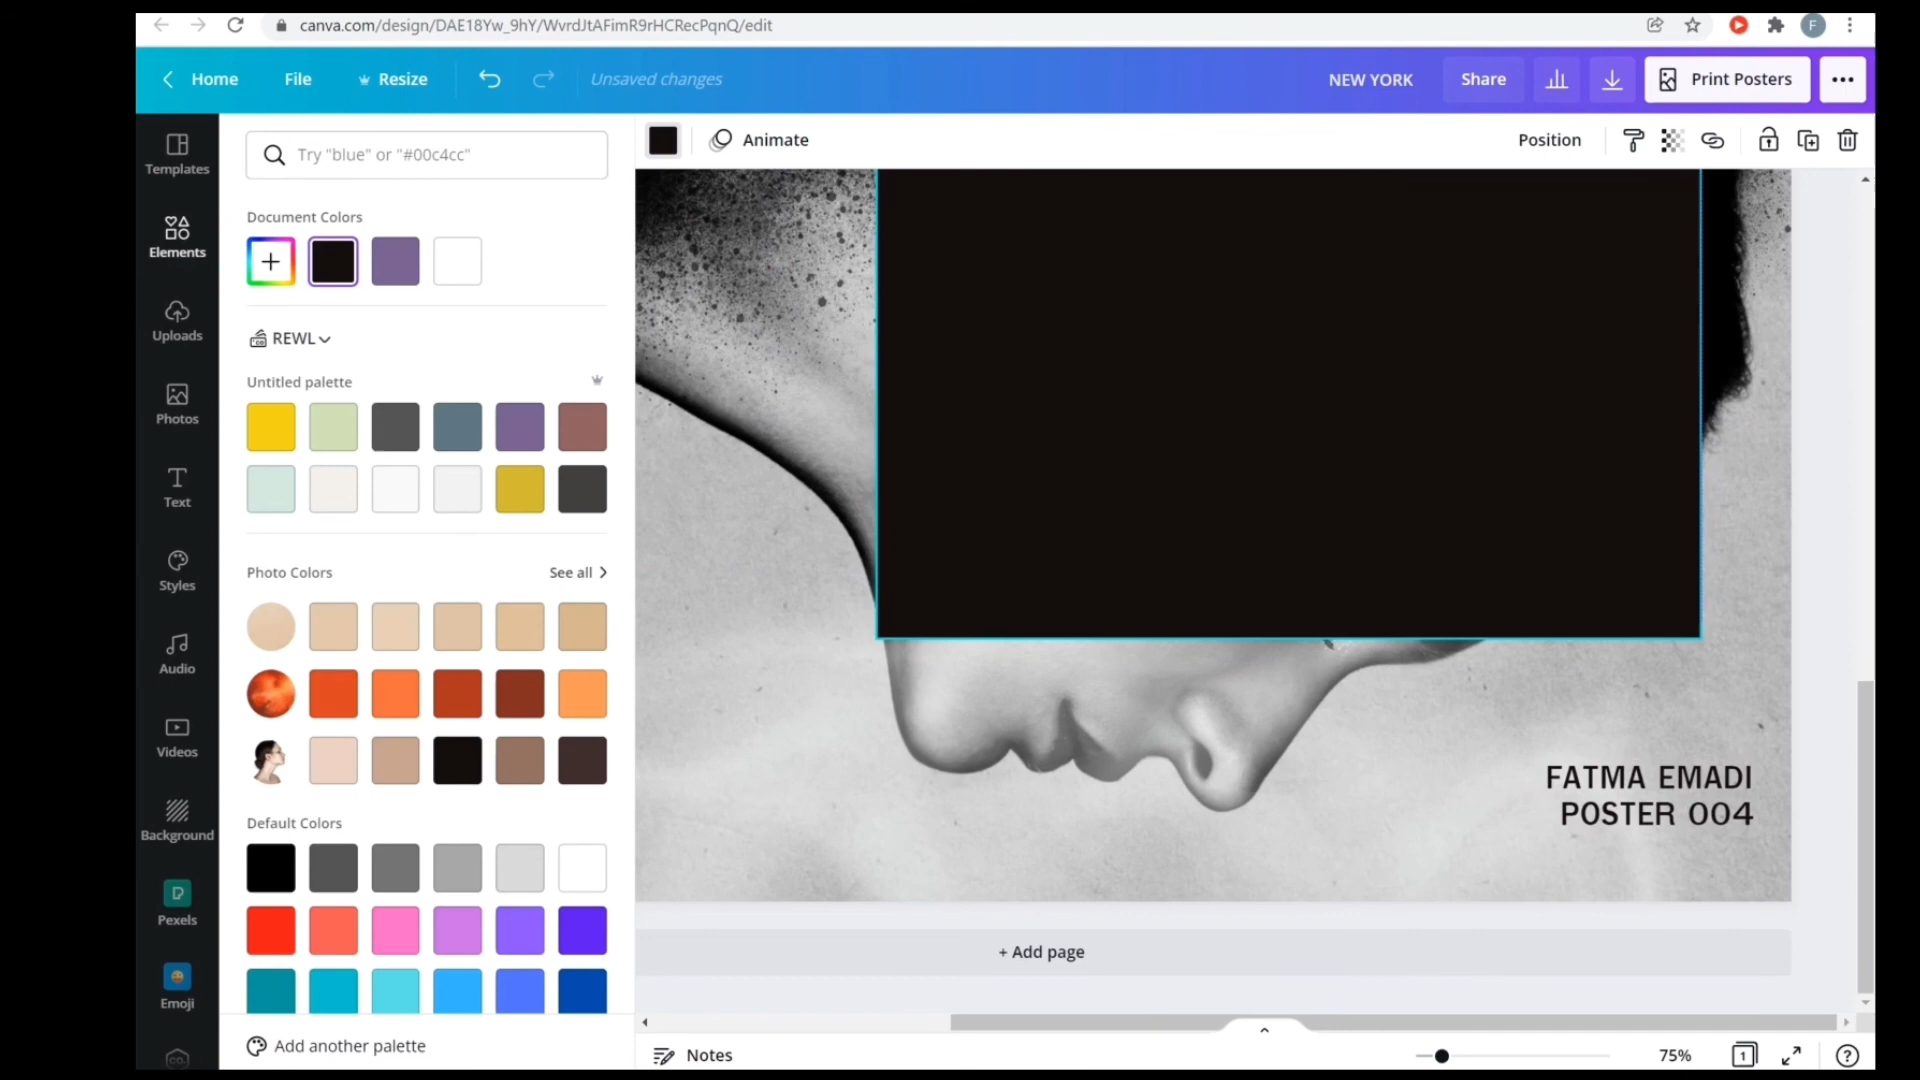 canva.com/design/DAE18Yw_9hY/WvrdJtAFimR9rHCRecPqnQ/edit
F
Home File Resize Unsaved changes NEW YORK Share Print Posters
Templates
Elements
Uploads
Photos
Text
Styles
Audio
Videos
Background
Pexels
Emoji
Try "blue" or "#00c4cc"
Document Colors
REWL
Untitled palette
Photo Colors See all
Default Colors
Add another palette
Animate Position
FATMA EMADI
POSTER 004
+ Add page
Notes 75% 1 ?